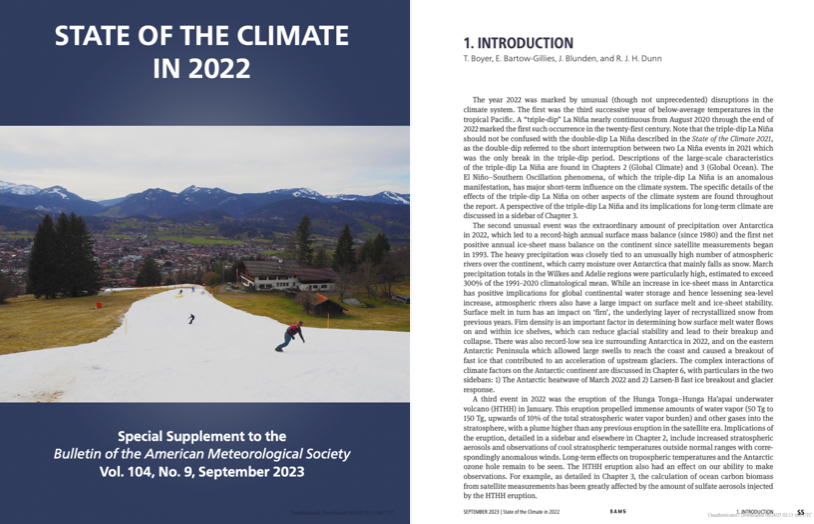 STATE OF THE CLIMATE
IN 2022
Special Supplement to the
Bulletin of the American Meteorological Society
Vol. 104, No. 9, September 2023
1. INTRODUCTION
T. Boyer, E. Bartow-Gillies, J. Blunden, and R. J. H. Dunn
The year 2022 was marked by unusual (though not unprecedented) disruptions in the
climate system. The first was the third successive year of below-average temperatures in the
tropical Pacific. A “triple-dip” La Niña nearly continuous from August 2020 through the end of
2022 marked the first such occurrence in the twenty-first century. Note that the triple-dip La Niña
should not be confused with the double-dip La Niña described in the State of the Climate 2021,
as the double-dip referred to the short interruption between two La Niña events in 2021 which
was the only break in the triple-dip period. Descriptions of the large-scale characteristics
of the triple-dip La Niña are found in Chapters 2 (Global Climate) and 3 (Global Ocean). The
El Niño–Southern Oscillation phenomena, of which the triple-dip La Niña is an anomalous
manifestation, has major short-term influence on the climate system. The specific details of the
effects of the triple-dip La Niña on other aspects of the climate system are found throughout
the report. A perspective of the triple-dip La Niña and its implications for long-term climate are
discussed in a sidebar of Chapter 3.
The second unusual event was the extraordinary amount of precipitation over Antarctica
in 2022, which led to a record-high annual surface mass balance (since 1980) and the first net
positive annual ice-sheet mass balance on the continent since satellite measurements began
in 1993. The heavy precipitation was closely tied to an unusually high number of atmospheric
rivers over the continent, which carry moisture over Antarctica that mainly falls as snow. March
precipitation totals in the Wilkes and Adelie regions were particularly high, estimated to exceed
300% of the 1991–2020 climatological mean. While an increase in ice-sheet mass in Antarctica
has positive implications for global continental water storage and hence lessening sea-level
increase, atmospheric rivers also have a large impact on surface melt and ice-sheet stability.
Surface melt in turn has an impact on ‘firn’, the underlying layer of recrystallized snow from
previous years. Firn density is an important factor in determining how surface melt water flows
on and within ice shelves, which can reduce glacial stability and lead to their breakup and
collapse. There was also record-low sea ice surrounding Antarctica in 2022, and on the eastern
Antarctic Peninsula which allowed large swells to reach the coast and caused a breakout of
fast ice that contributed to an acceleration of upstream glaciers. The complex interactions of
climate factors on the Antarctic continent are discussed in Chapter 6, with particulars in the two
sidebars: 1) The Antarctic heatwave of March 2022 and 2) Larsen-B fast ice breakout and glacier
response.
A third event in 2022 was the eruption of the Hunga Tonga–Hunga Ha‘apai underwater
volcano (HTHH) in January. This eruption propelled immense amounts of water vapor (50 Tg to
150 Tg, upwards of 10% of the total stratospheric water vapor burden) and other gases into the
stratosphere, with a plume higher than any previous eruption in the satellite era. Implications of
the eruption, detailed in a sidebar and elsewhere in Chapter 2, include increased stratospheric
aerosols and observations of cool stratospheric temperatures outside normal ranges with corre-
spondingly anomalous winds. Long-term effects on tropospheric temperatures and the Antarctic
ozone hole remain to be seen. The HTHH eruption also had an effect on our ability to make
observations. For example, as detailed in Chapter 3, the calculation of ocean carbon biomass
from satellite measurements has been greatly affected by the amount of sulfate aerosols injected
by the HTHH eruption.
SEPTEMBER 2023 | State of the Climate in 2022 BAMS 1. INTRODUCTION S5